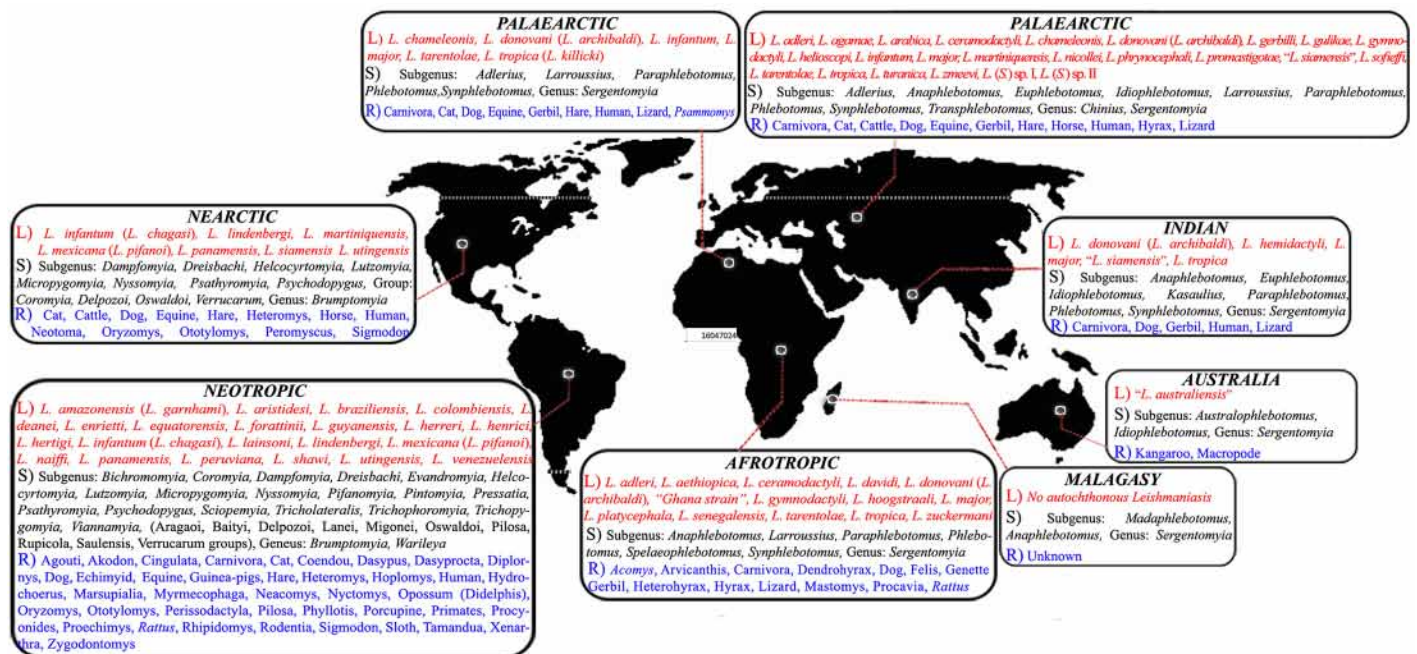 PALAEARCTIC
L) L. chameleonis, L. donovani (L. archibaldi), L. infantum, L.
major, L. tarentolae, L. tropica (L. killicki)
S) Subgenus: Adlerius, Larroussius, Paraphlebotomus,
Phlebotomus,Synphlebotomus, Genus: Sergentomyia
R) Carnivora, Cat, Dog, Equine, Gerbil, Hare, Human, Lizard, Psammomys
PALAEARCTIC
L) L. adleri, L. agamae, L. arabica, L. ceramodactyli, L. chameleonis, L. donovani (L. archibaldi), L. gerbilli, L. gulikae, L. gymno-
dactyli, L. helioscopi, L. infantum, L. major, L. martiniquensis, L. nicollei, L. phrynocephali, L. promastigotae, "L. siamensis", L. sofieffi,
L. tarentolae, L. tropica, L. turanica, L. zmeevi, L. (S) sp. I, L. (S) sp. II
S) Subgenus: Adlerius, Anaphlebotomus, Euphlebotomus, Idiophlebotomus, Larroussius, Paraphlebotomus,
Phlebotomus, Synphlebotomus, Transphlebotomus, Genus: Chinius, Sergentomyia
R) Carnivora, Cat, Cattle, Dog, Equine, Gerbil, Hare, Horse, Human, Hyrax, Lizard
NEARCTIC
L) L. infantum (L. chagasi), L. lindenbergi, L. martiniquensis,
L. mexicana (L. pifanoi), L. panamensis, L. siamensis L. utingensis
S) Subgenus: Dampfomyia, Dreisbachi, Helcocyrtomyia, Lutzomyia,
Micropygomyia, Nyssomyia, Psathyromyia, Psychodopygus, Group:
Coromyia, Delpozoi, Oswaldoi, Verrucarum, Genus: Brumptomyia
R) Cat, Cattle, Dog, Equine, Hare, Heteromys, Horse, Human,
Neotoma, Oryzomys, Ototylomys, Peromyscus, Sigmodon
INDIAN
L) L. donovani (L. archibaldi), L. hemidactyli, L.
major, "L. siamensis", L. tropica
S) Subgenus: Anaphlebotomus, Euphlebotomus,
Idiophlebotomus, Kasaulius, Paraphlebotomus,
Phlebotomus, Synphlebotomus, Genus: Sergentomyia
R) Carnivora, Dog, Gerbil, Human, Lizard
16047024
NEOTROPIC
L) L. amazonensis (L. garnhami), L. aristidesi, L. braziliensis, L. colombiensis, L.
deanei, L. enrietti, L. equatorensis, L. forattinii, L. guyanensis, L. herreri, L. henrici,
L. hertigi, L. infantum (L. chagasi), L. lainsoni, L. lindenbergi, L. mexicana (L. pifanoi),
L. naiffi, L. panamensis, L. peruviana, L. shawi, L. utingensis, L. venezuelensis
S) Subgenus: Bichromomyia, Coromyia, Dampfomyia, Dreisbachi, Evandromyia, Helco-
cyrtomyia, Lutzomyia, Micropygomyia, Nyssomyia, Pifanomyia, Pintomyia, Pressatia,
Psathyromyia, Psychodopygus, Sciopemyia, Tricholateralis, Trichophoromyia, Trichopy-
gomyia, Viannamyia, (Aragaoi, Baityi, Delpozoi, Lanei, Migonei, Oswaldoi, Pilosa,
Rupicola, Saulensis, Verrucarum groups), Geneus: Brumptomyia, Warileya
R) Agouti, Akodon, Cingulata, Carnivora, Cat, Coendou, Dasypus, Dasyprocta, Diplor-
nys, Dog, Echimyid, Equine, Guinea-pigs, Hare, Heteromys, Hoplomys, Human, Hydro-
choerus, Marsupialia, Myrmecophaga, Neacomys, Nyctomys, Opossum (Didelphis),
Oryzomys, Ototylomys, Perissodactyla, Pilosa, Phyllotis, Porcupine, Primates, Procy-
onides, Proechimys, Rattus, Rhipidomys, Rodentia, Sigmodon, Sloth, Tamandua, Xenar-
thra, Zygodontomys
AFROTROPIC
L) L. adleri, L. aethiopica, L. ceramodactyli, L. davidi, L. donovani (L.
archibaldi), "Ghana strain", L. gymnodactyli, L. hoogstraali, L. major,
L. platycephala, L. senegalensis, L. tarentolae, L. tropica, L. zuckermani
S) Subgenus: Anaphlebotomus, Larroussius, Paraphlebotomus, Phlebo-
tomus, Spelaeophlebotomus, Synphlebotomus, Genus: Sergentomyia
R) Acomys, Arvicanthis, Carnivora, Dendrohyrax, Dog, Felis, Genette
Gerbil, Heterohyrax, Hyrax, Lizard, Mastomys, Procavia, Rattus
AUSTRALIA
L) "L. australiensis"
S) Subgenus: Australophlebotomus,
Idiophlebotomus, Genus: Sergentomyia
R) Kangaroo, Macropode
MALAGASY
L) No autochthonous Leishmaniasis
S) Subgenus: Madaphlebotomus,
Anaphlebotomus, Genus: Sergentomyia
R) Unknown